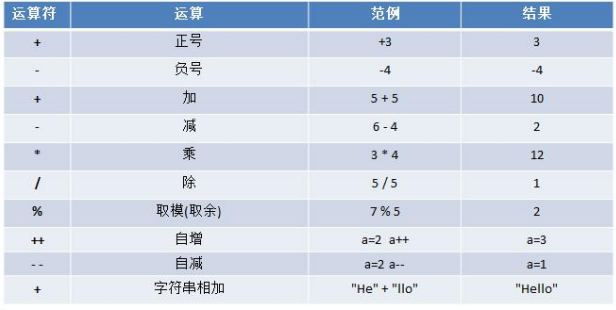 运算符 运算 范例 结果
+ 正号 +3 3
- 负号 -4 -4
+ 加 5 + 5 10
- 减 6 - 4 2
* 乘 3 * 4 12
/ 除 5 / 5 1
% 取模(取余) 7 % 5 2
++ 自增 a=2 a++ a=3
- - 自减 a=2 a-- a=1
+ 字符串相加 "He" + "llo" "Hello"